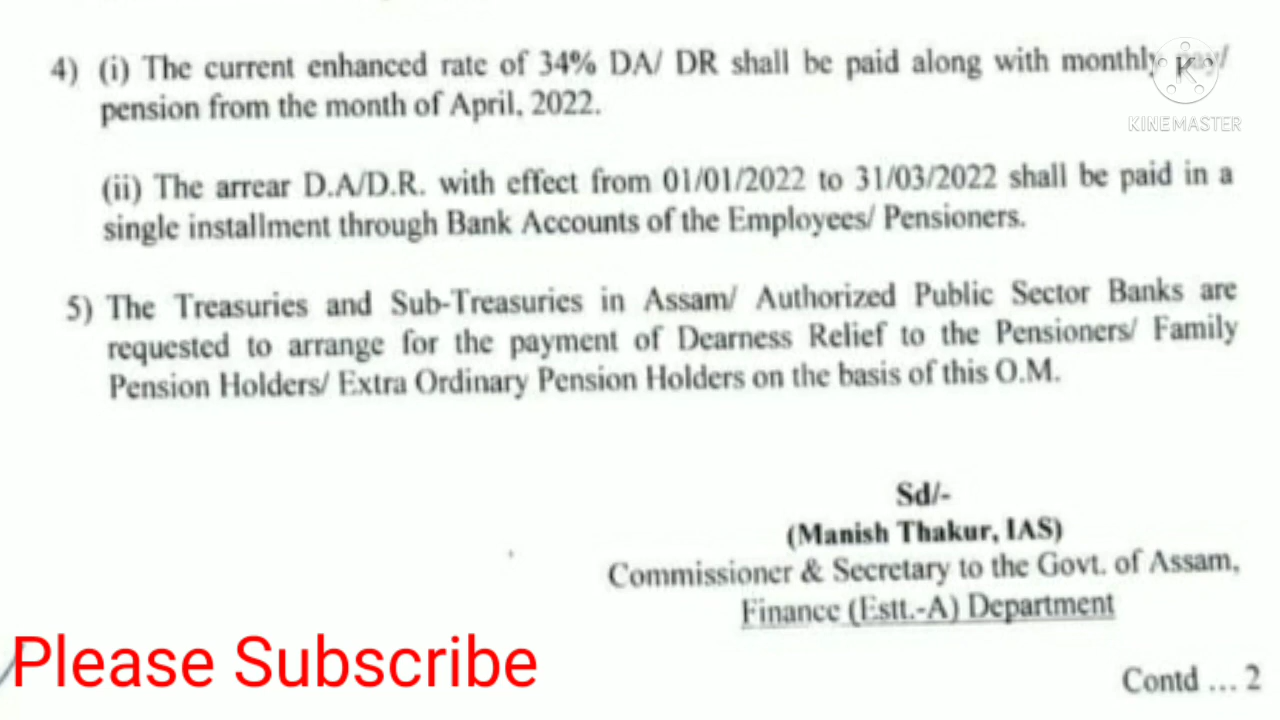 4) (i) The current enhanced rate of 34% DA/ DR shall be paid along with monthly pay/
pension from the month of April, 2022.
KINEMASTER
(ii) The arrear D.A/D.R. with effect from 01/01/2022 to 31/03/2022 shall be paid in a
single installment through Bank Accounts of the Employees/ Pensioners.
5) The Treasuries and Sub-Treasuries in Assam/ Authorized Public Sector Banks are
requested to arrange for the payment of Dearness Relief to the Pensioners/ Family
Pension Holders/ Extra Ordinary Pension Holders on the basis of this O.M.
Sd/-
(Manish Thakur, IAS)
Commissioner & Secretary to the Govt. of Assam,
Finance (Estt.-A) Department
Please Subscribe
Contd ... 2